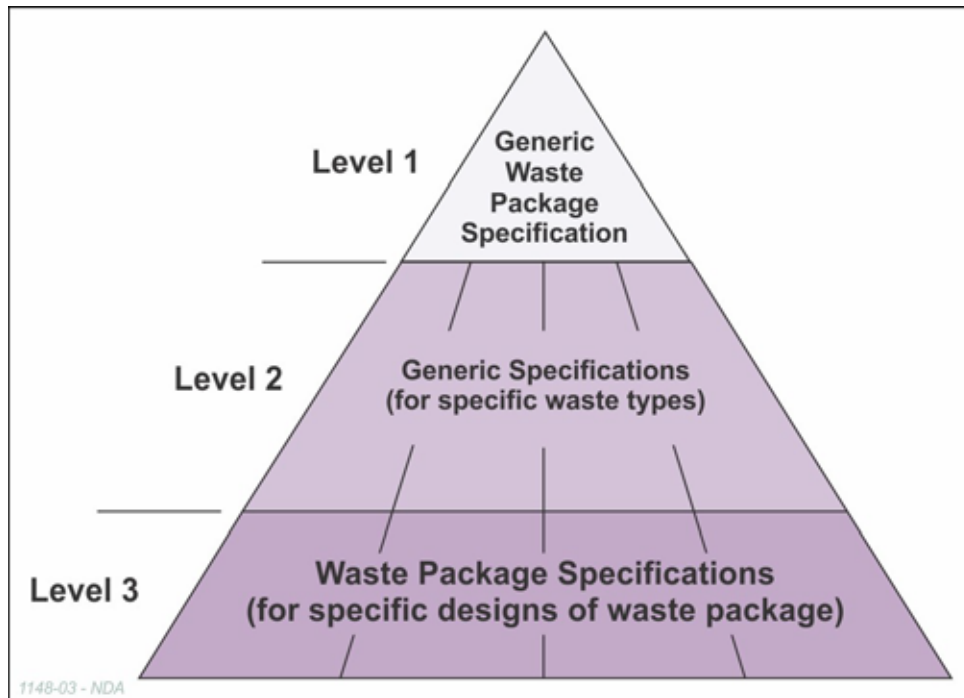 Level 1
Generic
Waste
Package
Specification
Level 2
Generic Specifications
(for specific waste types)
Level 3
Waste Package Specifications
(for specific designs of waste package)
1148-03 - NDA